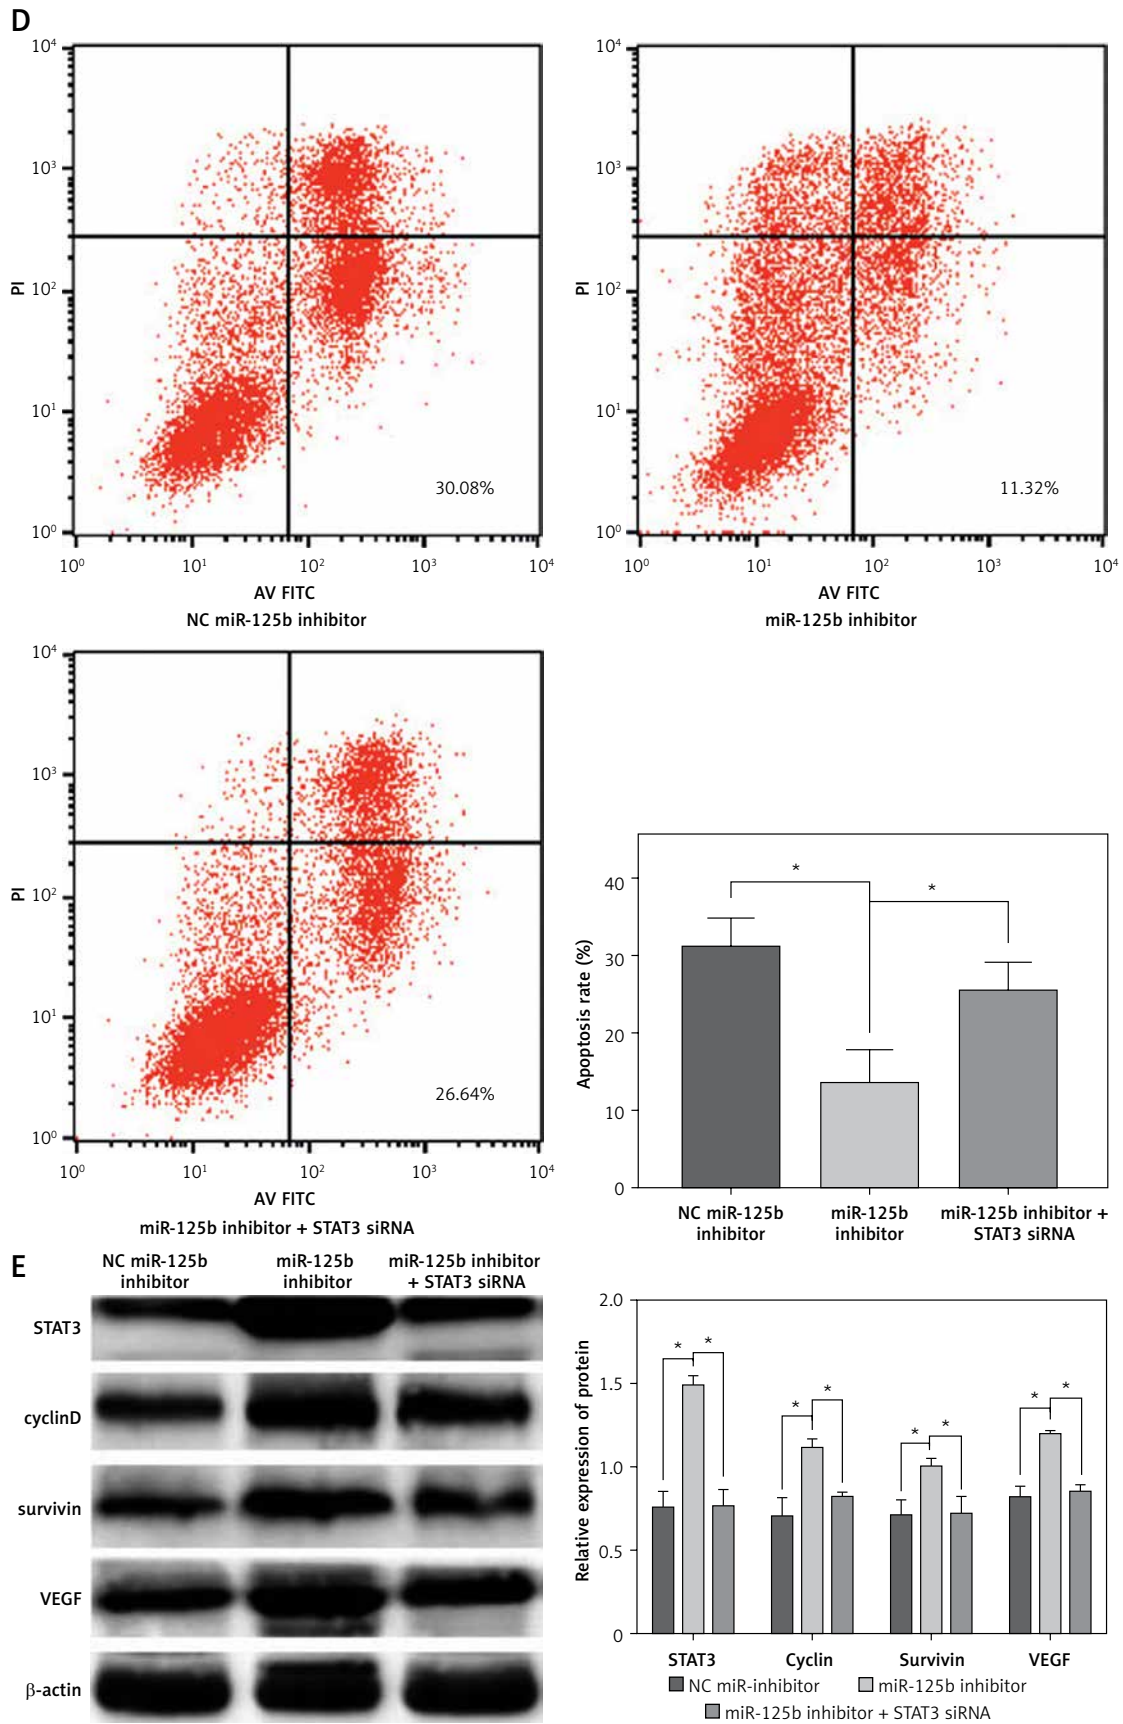 D
10⁴
10³
10²
10¹
10⁰
PI
30.08%
10⁰ 10¹ 10² 10³ 10⁴
AV FITC
NC miR-125b inhibitor
10⁴
10³
10²
10¹
10⁰
PI
11.32%
10⁰ 10¹ 10² 10³ 10⁴
AV FITC
miR-125b inhibitor
10⁴
10³
10²
10¹
10⁰
PI
26.64%
10⁰ 10¹ 10² 10³ 10⁴
AV FITC
miR-125b inhibitor + STAT3 siRNA
Apoptosis rate (%)
40
30
20
10
0
* *
NC miR-125b
inhibitor
miR-125b
inhibitor
miR-125b inhibitor +
STAT3 siRNA
E
NC miR-125b
inhibitor
miR-125b
inhibitor
miR-125b inhibitor
+ STAT3 siRNA
STAT3
cyclinD
survivin
VEGF
β-actin
Relative expression of protein
2.0
1.5
1.0
0.5
0
* * * * * * * *
STAT3 Cyclin Survivin VEGF
NC miR-inhibitor miR-125b inhibitor
miR-125b inhibitor + STAT3 siRNA